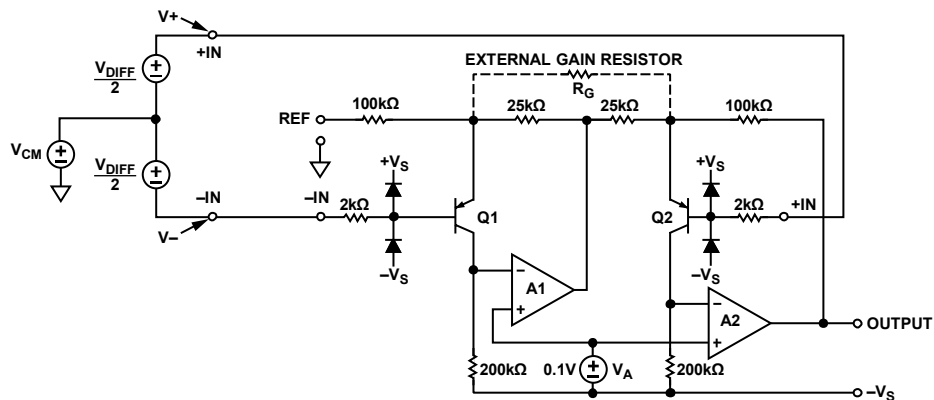 V+
+IN
V_DIFF
2
EXTERNAL GAIN RESISTOR
R_G
REF
100kΩ
25kΩ
25kΩ
100kΩ
V_CM
V_DIFF
2
+V_S
+V_S
–IN
–IN
2kΩ
Q1
Q2
2kΩ
+IN
V–
–V_S
–V_S
–
A1
+
–
A2
+
OUTPUT
200kΩ
0.1V
V_A
200kΩ
–V_S